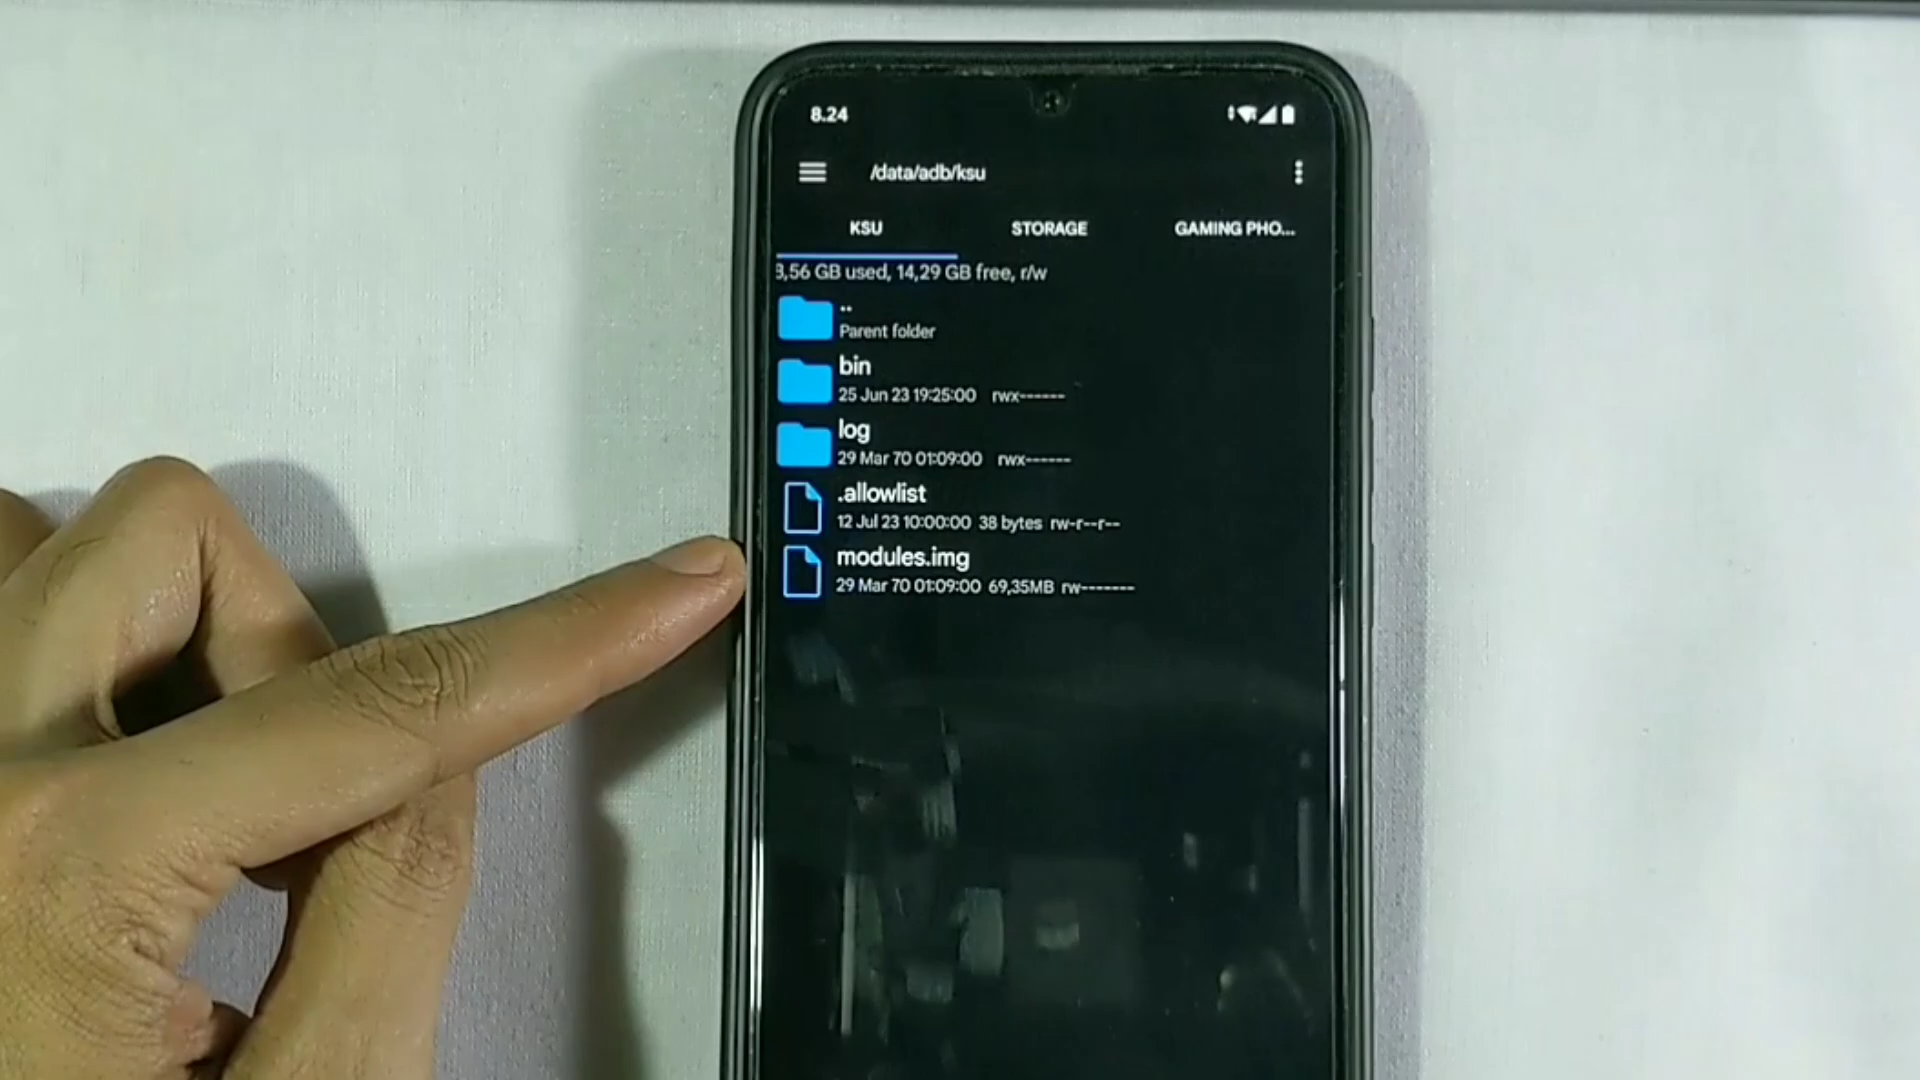 8.24
/data/adb/ksu
KSU STORAGE GAMING PHO...
3,56 GB used, 14,29 GB free, r/w
..
Parent folder
bin
25 Jun 23 19:25:00 rwx------
log
29 Mar 70 01:09:00 rwx------
.allowlist
12 Jul 23 10:00:00 38 bytes rw-r--r--
modules.img
29 Mar 70 01:09:00 69,35MB rw-------